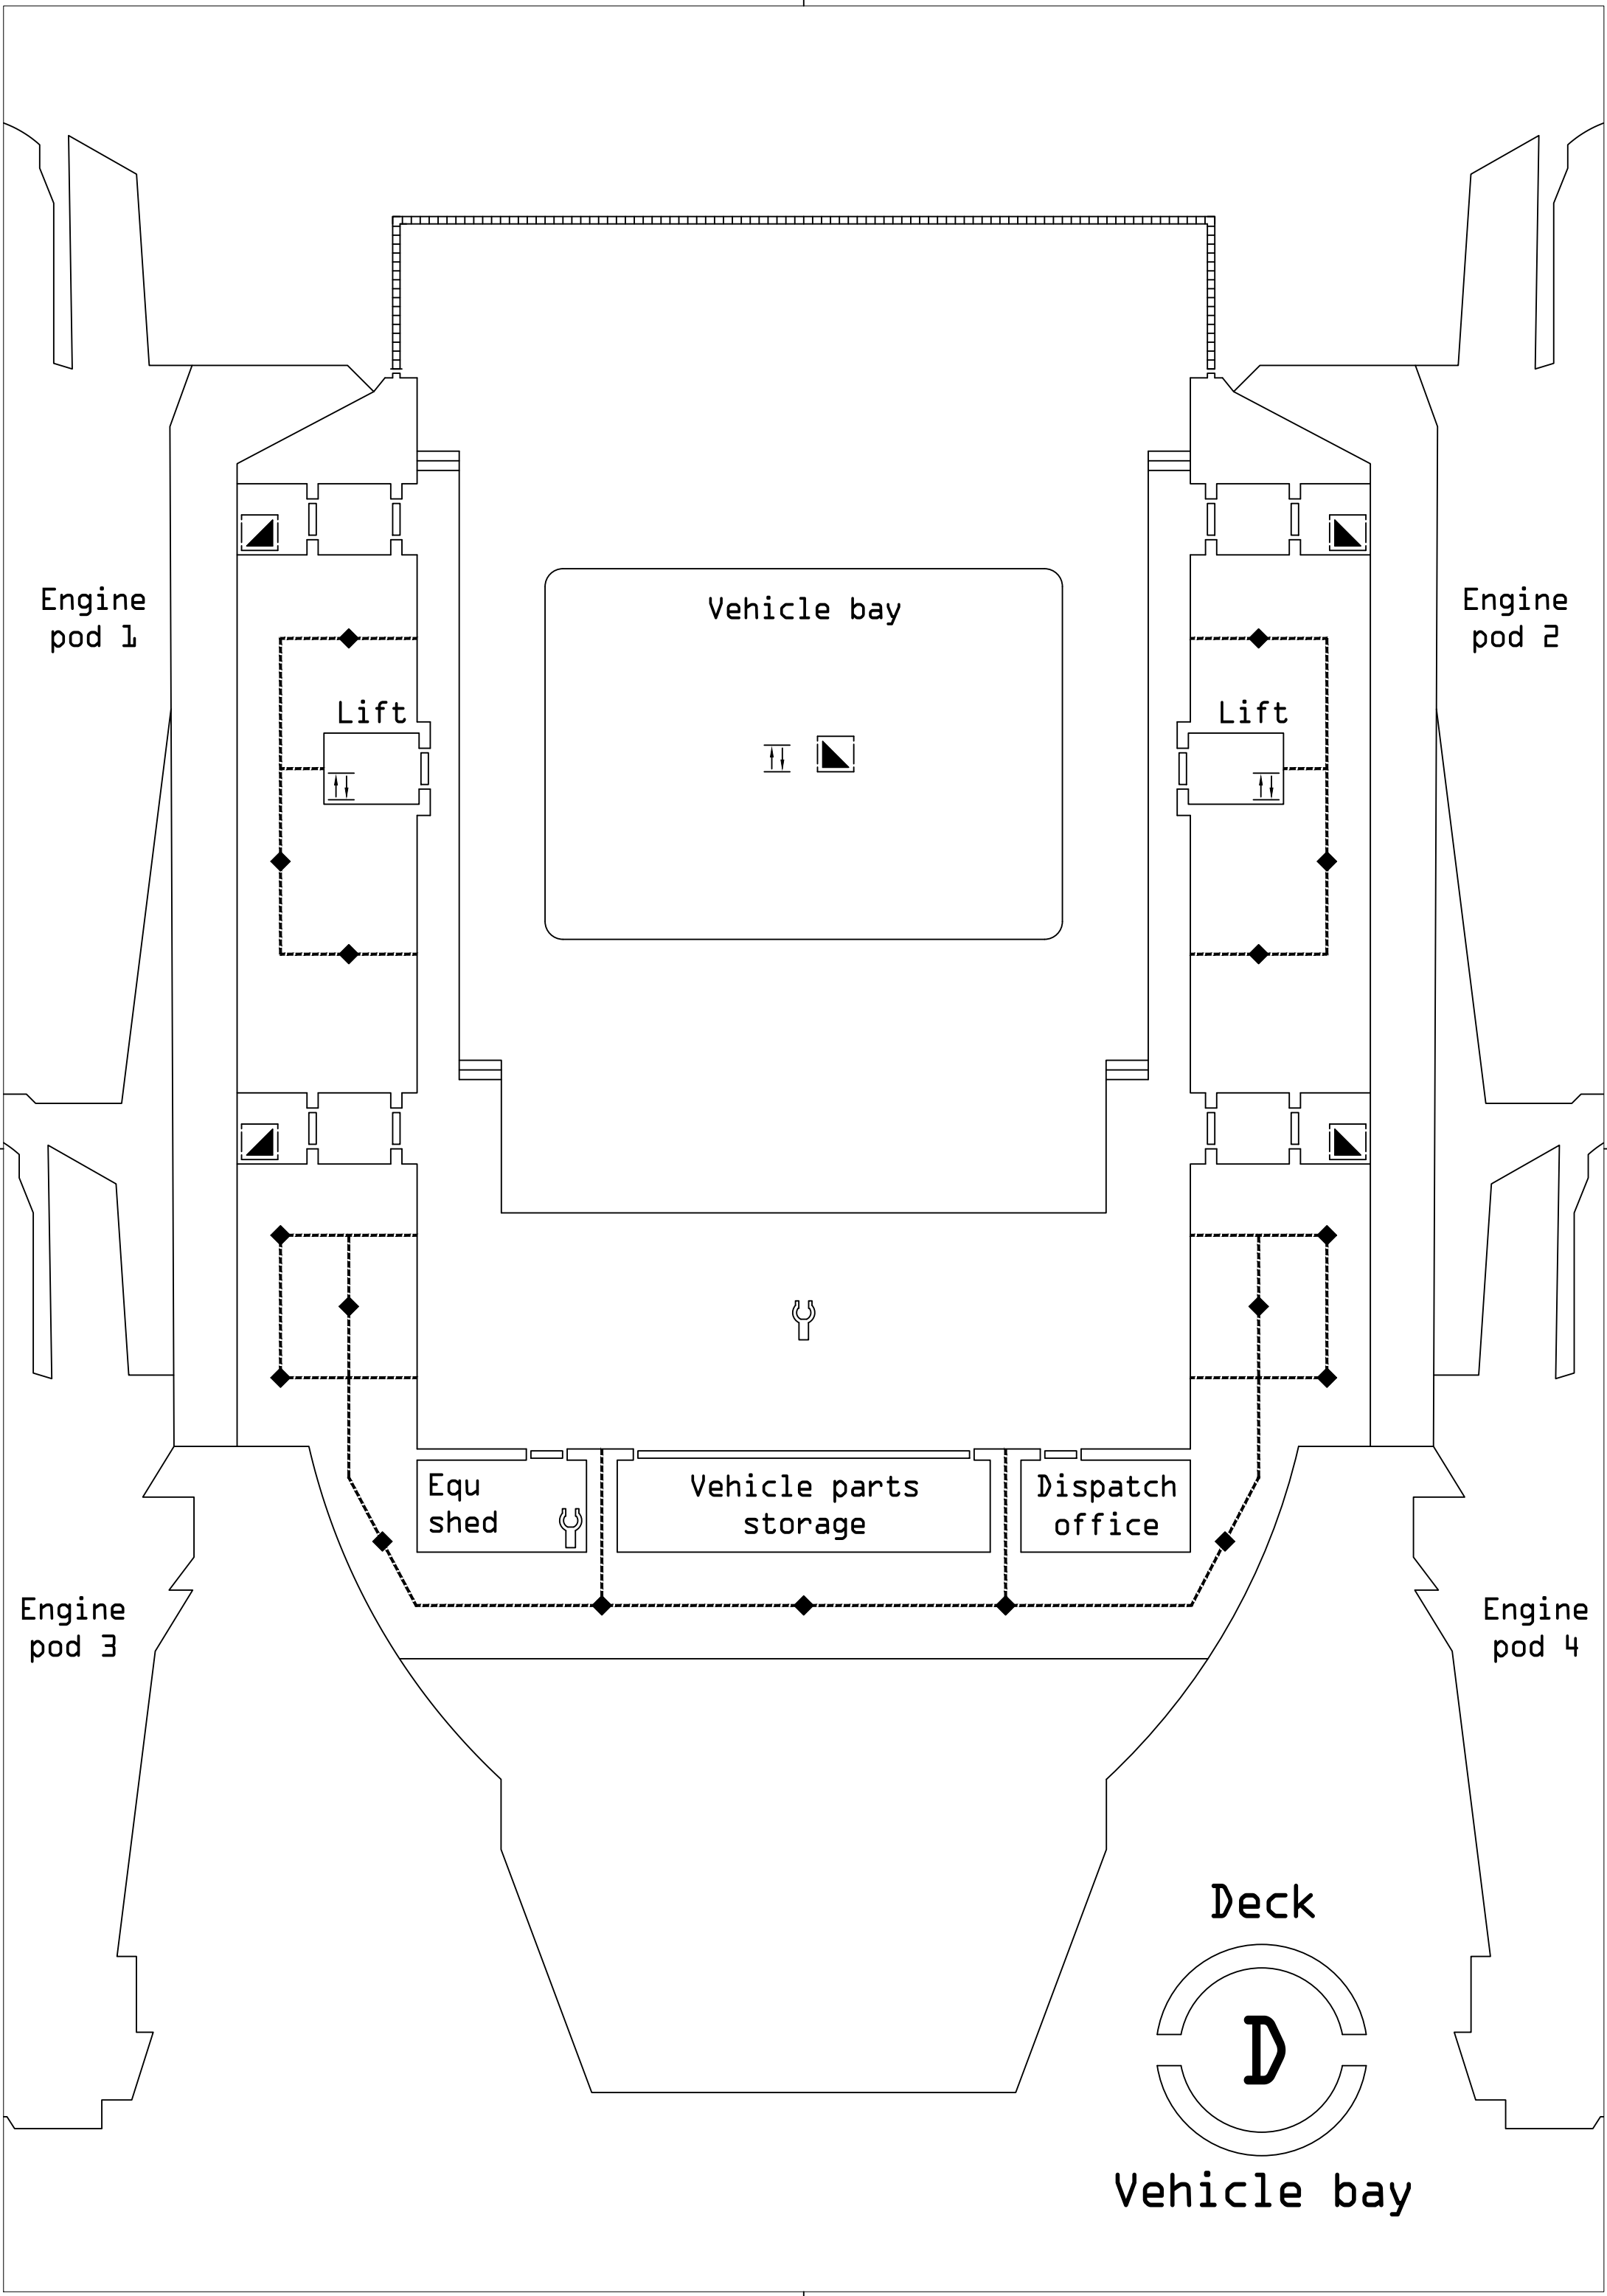 Engine
pod 1
Vehicle bay
Engine
pod 2
Lift
Lift
Equ
shed
Vehicle parts
storage
Dispatch
office
Engine
pod 3
Engine
pod 4
Deck
D
Vehicle bay